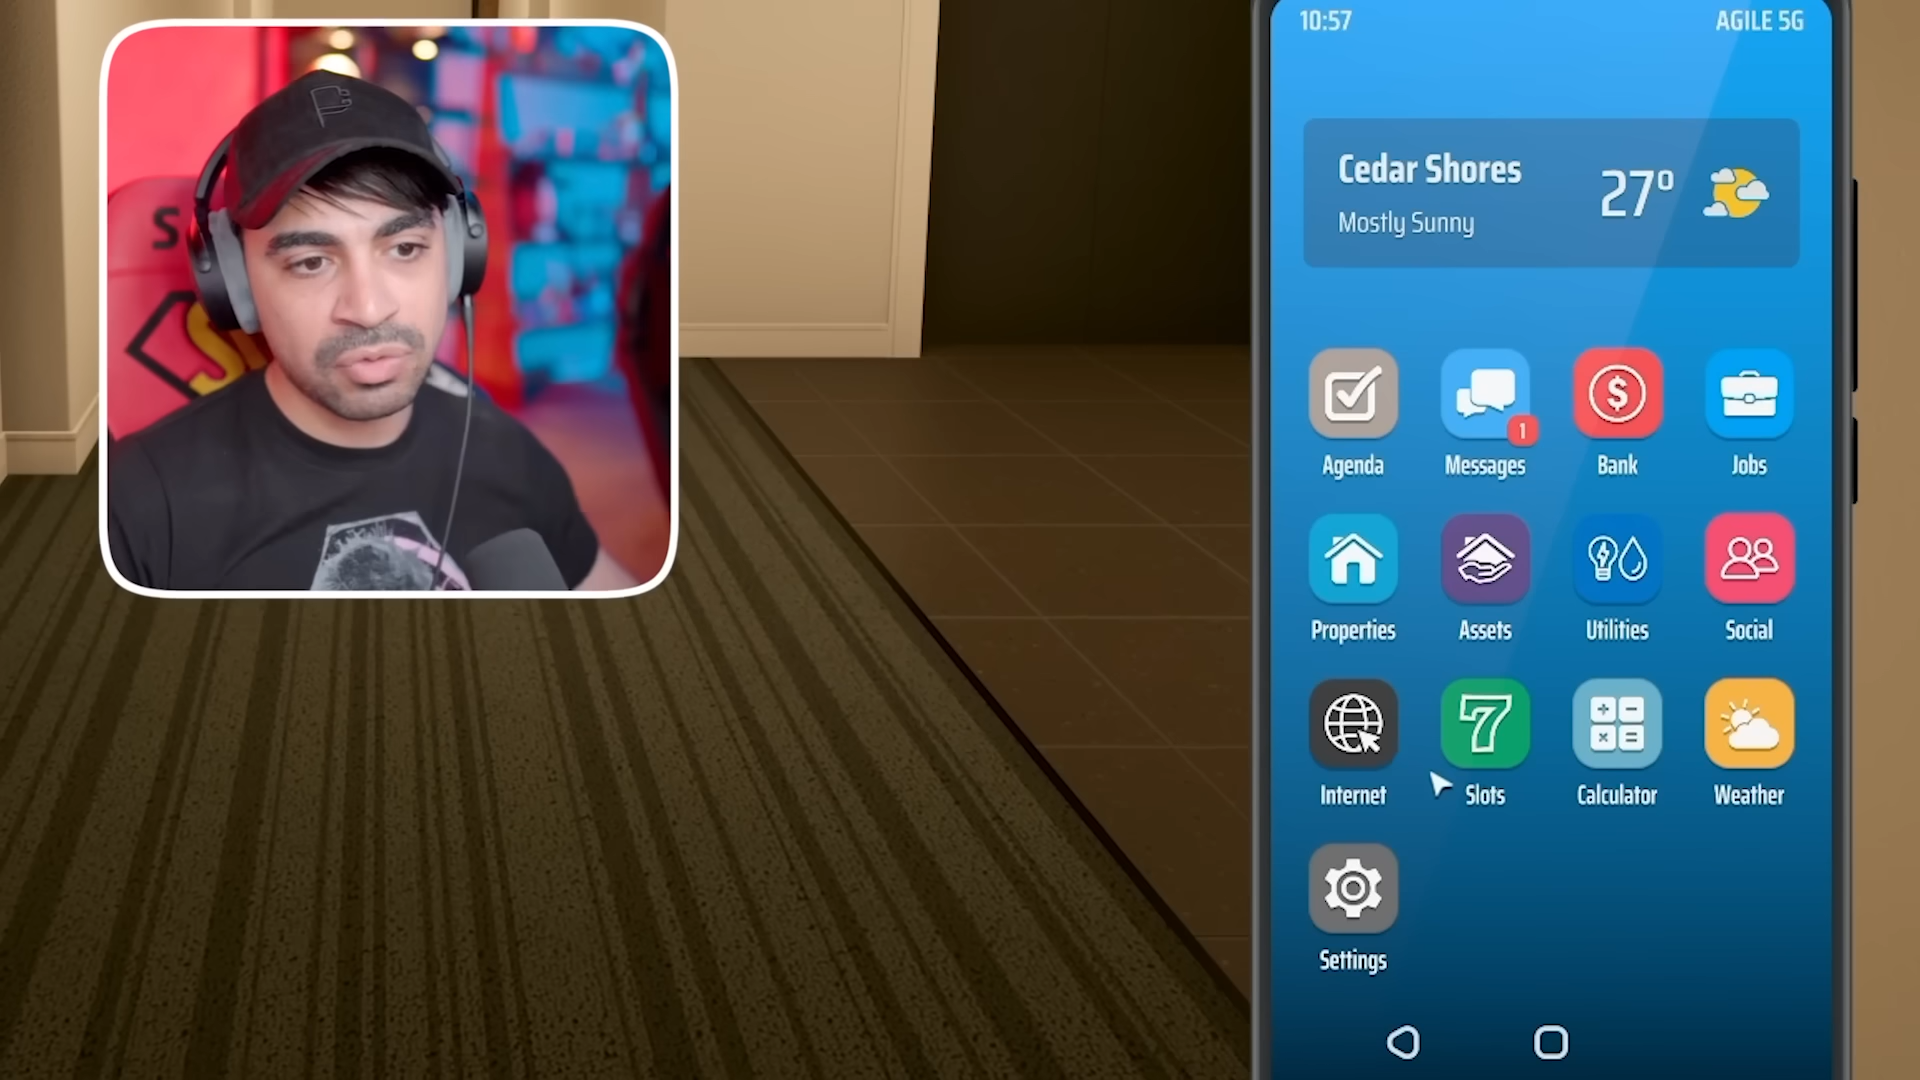 10:57
AGILE 5G
Cedar Shores
27°
Mostly Sunny
1
Agenda
Messages
Bank
Jobs
Properties
Assets
Utilities
Social
7
Internet
Slots
Calculator
Weather
Settings
S